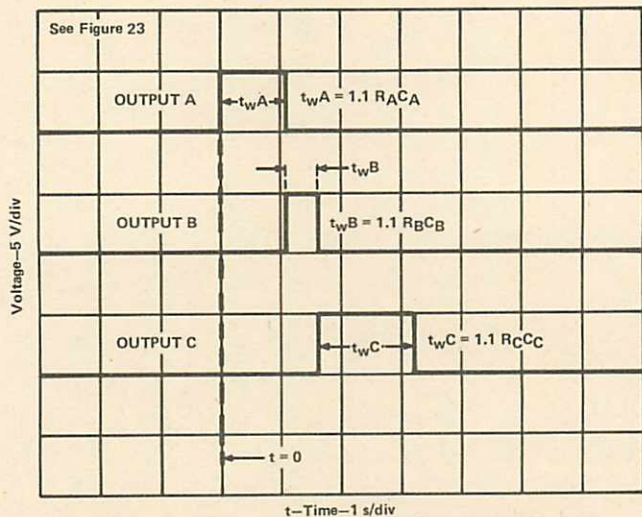 See Figure 23
OUTPUT A
twA
twA = 1.1 RACA
twB
OUTPUT B
twB = 1.1 RBCB
OUTPUT C
twC
twC = 1.1 RCCC
t = 0
Voltage—5 V/div
t—Time—1 s/div